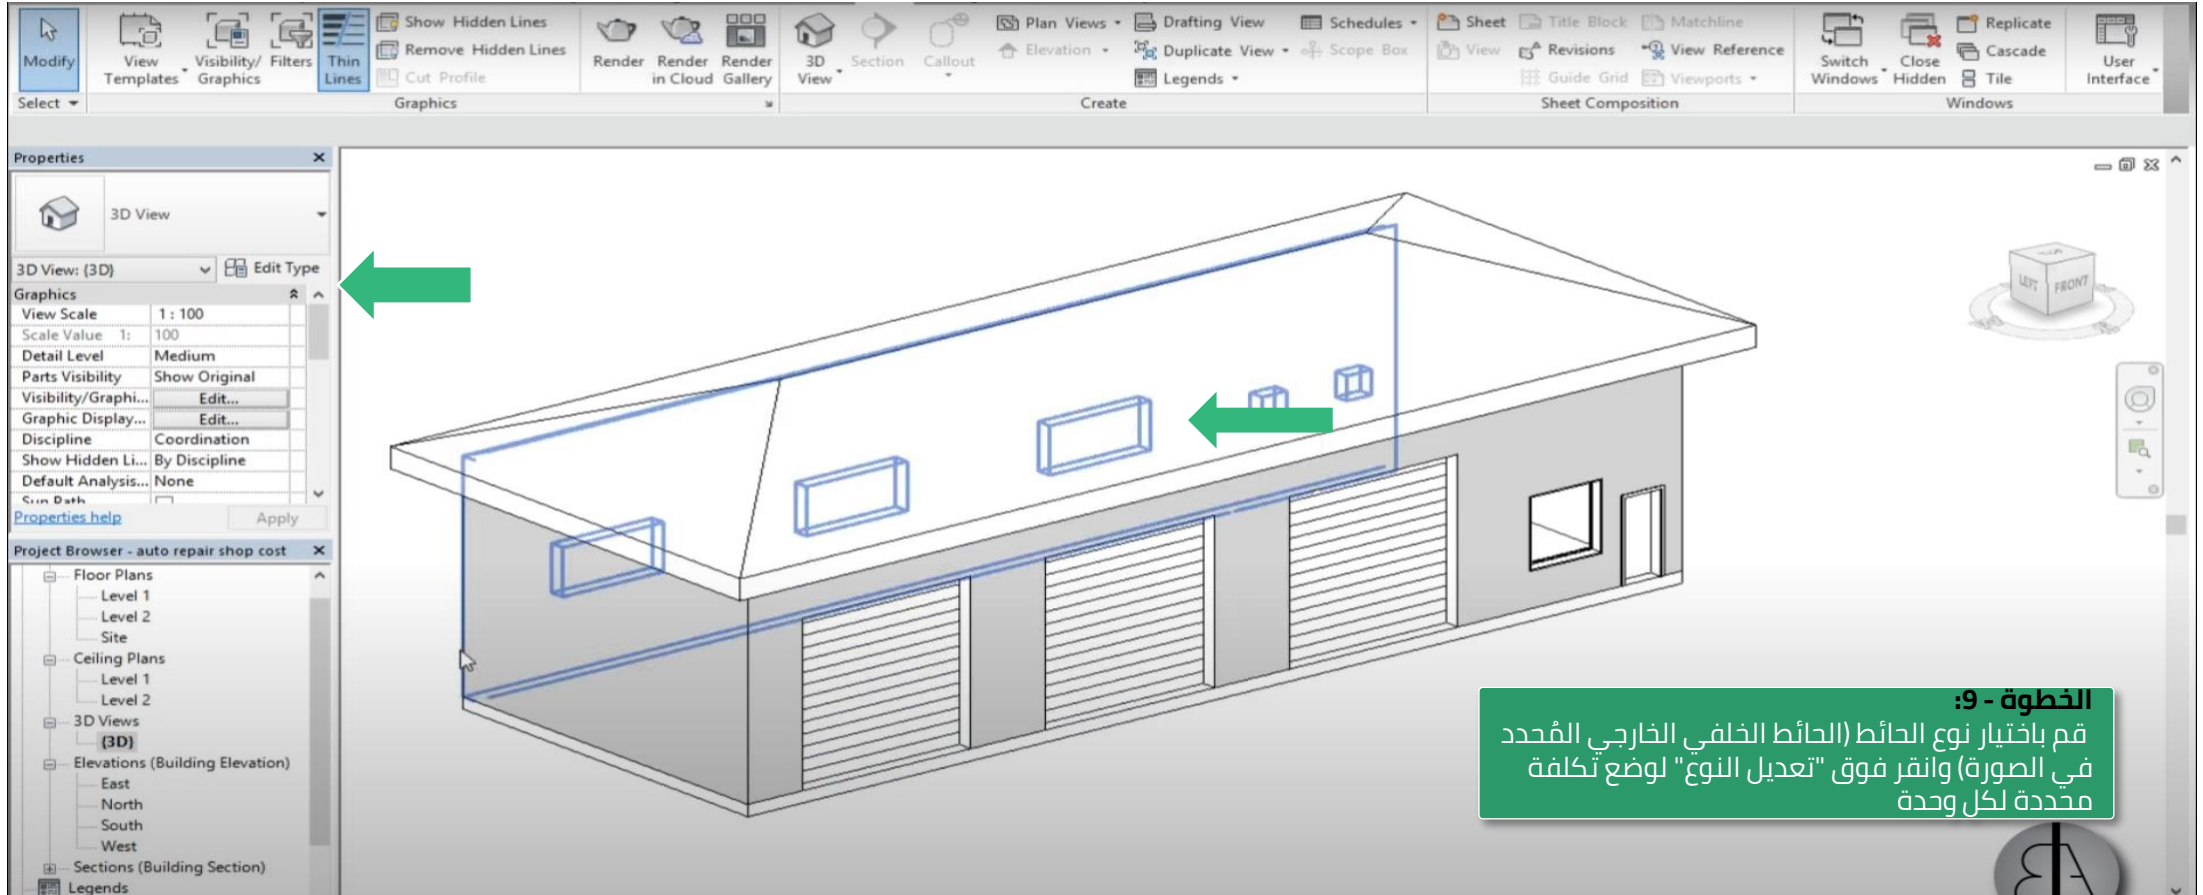 Modify
View Templates
Visibility/ Graphics
Filters
Thin Lines
Show Hidden Lines
Remove Hidden Lines
Cut Profile
Render
Render in Cloud
Render Gallery
3D View
Section
Callout
Plan Views
Elevation
Drafting View
Duplicate View
Legends
Schedules
Scope Box
Sheet
View
Title Block
Revisions
Guide Grid
Matchline
View Reference
Viewports
Switch Windows
Close Hidden
Replicate
Cascade
Tile
User Interface
Select
Graphics
Create
Sheet Composition
Windows
Properties
3D View
3D View: {3D}
Edit Type
Graphics
View Scale 1 : 100
Scale Value 1: 100
Detail Level Medium
Parts Visibility Show Original
Visibility/Graphi... Edit...
Graphic Display... Edit...
Discipline Coordination
Show Hidden Li... By Discipline
Default Analysis... None
Sun Path
Properties help
Apply
Project Browser - auto repair shop cost
Floor Plans
Level 1
Level 2
Site
Ceiling Plans
Level 1
Level 2
3D Views
{3D}
Elevations (Building Elevation)
East
North
South
West
Sections (Building Section)
Legends
LEFT
FRONT
الخطوة - 9:
قم باختيار نوع الحائط (الحائط الخلفي الخارجي المُحدد
في الصورة) وانقر فوق "تعديل النوع" لوضع تكلفة
محددة لكل وحدة